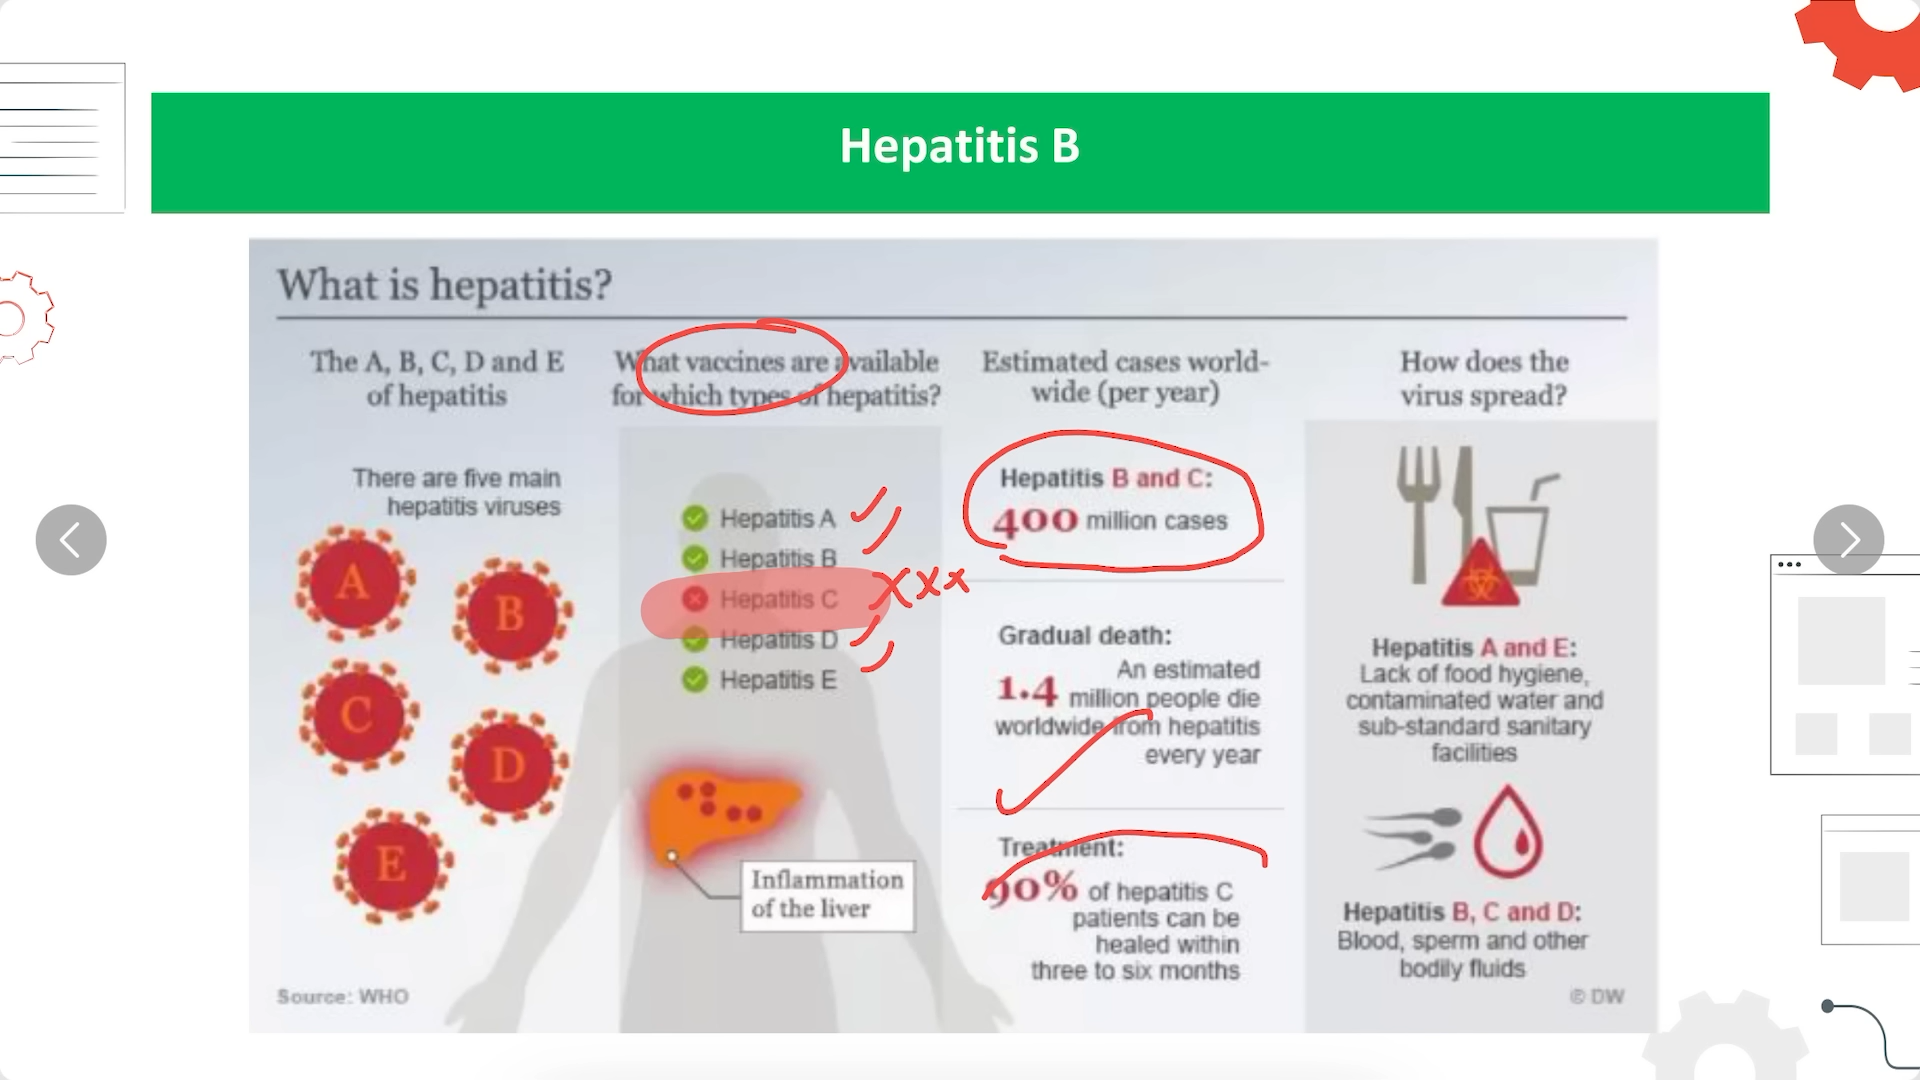 Hepatitis B
What is hepatitis?
The A, B, C, D and E
of hepatitis
There are five main
hepatitis viruses
A
B
C
D
E
What vaccines are available
for which types of hepatitis?
Hepatitis A
Hepatitis B
Hepatitis C xxx
Hepatitis D
Hepatitis E
Inflammation
of the liver
Estimated cases world-
wide (per year)
Hepatitis B and C:
400 million cases
Gradual death:
An estimated
1.4 million people die
worldwide from hepatitis
every year
Treatment:
90% of hepatitis C
patients can be
healed within
three to six months
How does the
virus spread?
Hepatitis A and E:
Lack of food hygiene,
contaminated water and
sub-standard sanitary
facilities
Hepatitis B, C and D:
Blood, sperm and other
bodily fluids
Source: WHO
© DW